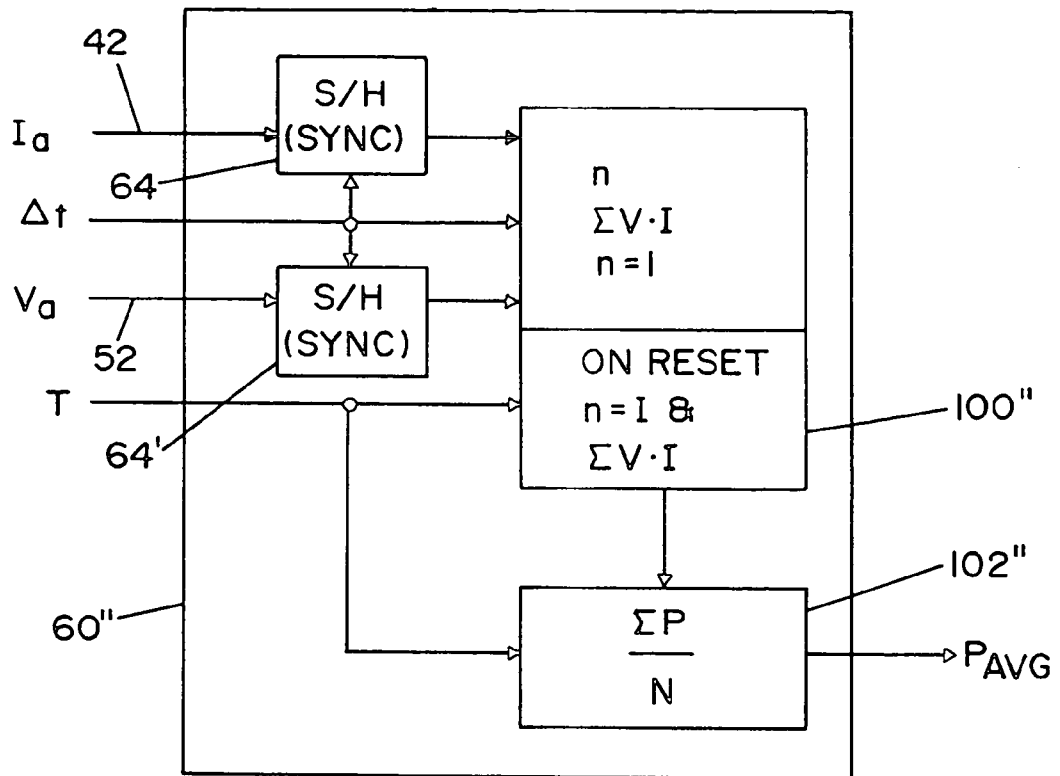 42
Ia
S/H
(SYNC)
64
Δt
n
ΣV·I
n=1
Va
S/H
(SYNC)
52
T
64'
ON RESET
n=I &
ΣV·I
100"
102"
60"
ΣP
N
PAVG